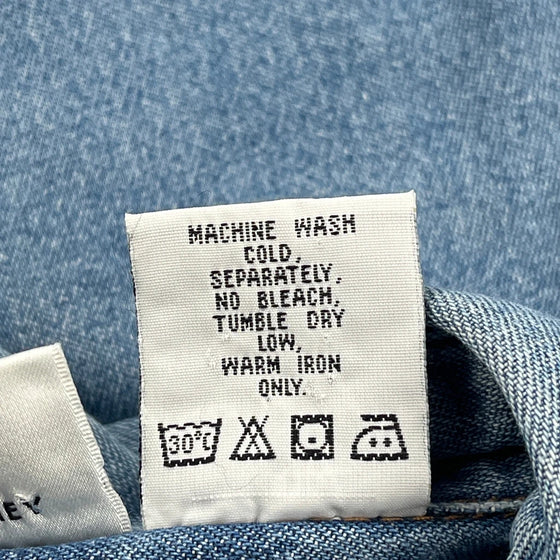 MACHINE WASH
COLD,
SEPARATELY,
NO BLEACH,
TUMBLE DRY
LOW,
WARM IRON
ONLY.
30°C